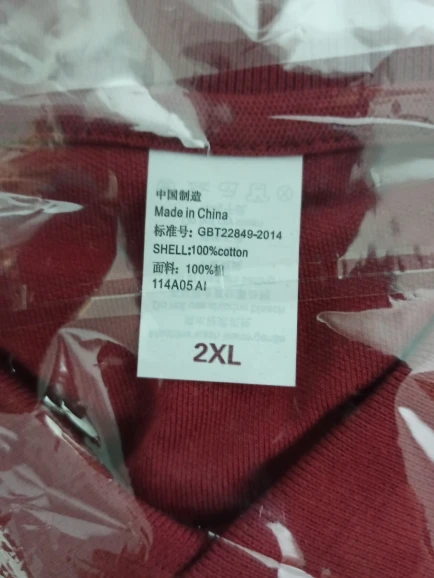 中国制造
Made in China
标准号: GBT22849-2014
SHELL:100%cotton
面料: 100%棉
114A05 AI
2XL